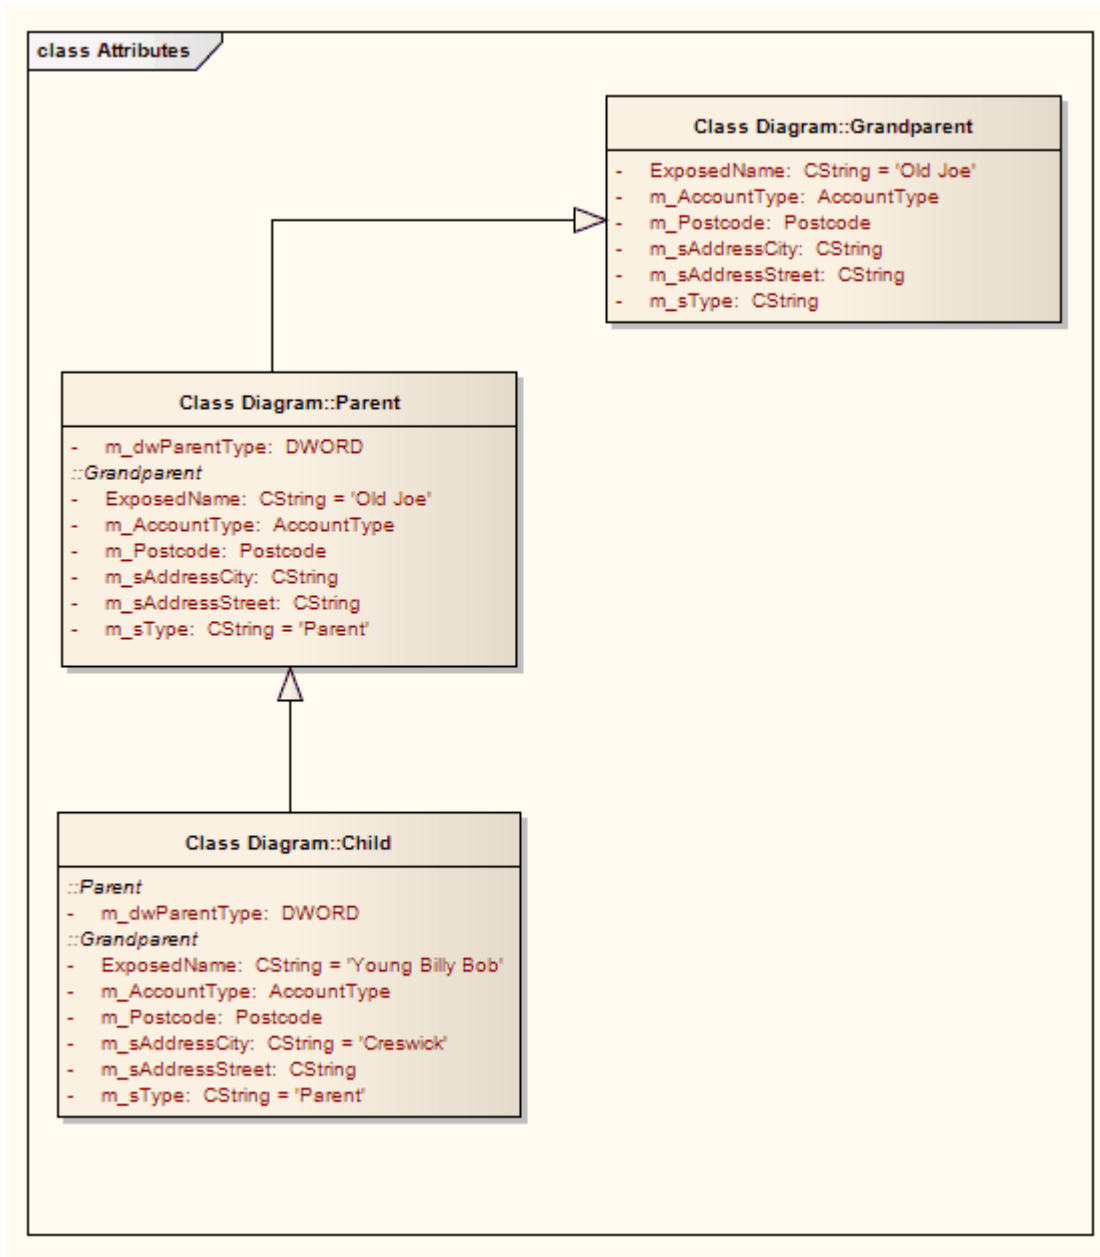 class Attributes
Class Diagram::Grandparent
- ExposedName: CString = 'Old Joe'
- m_AccountType: AccountType
- m_Postcode: Postcode
- m_sAddressCity: CString
- m_sAddressStreet: CString
- m_sType: CString
Class Diagram::Parent
- m_dwParentType: DWORD
::Grandparent
- ExposedName: CString = 'Old Joe'
- m_AccountType: AccountType
- m_Postcode: Postcode
- m_sAddressCity: CString
- m_sAddressStreet: CString
- m_sType: CString = 'Parent'
Class Diagram::Child
::Parent
- m_dwParentType: DWORD
::Grandparent
- ExposedName: CString = 'Young Billy Bob'
- m_AccountType: AccountType
- m_Postcode: Postcode
- m_sAddressCity: CString = 'Creswick'
- m_sAddressStreet: CString
- m_sType: CString = 'Parent'